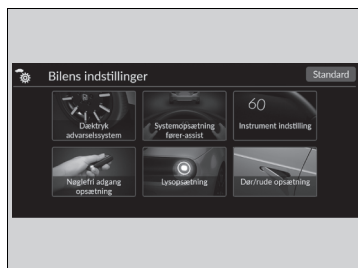 Bilens indstillinger
Standard
Dæktryk
advarselssystem
Systemopsætning
fører-assist
60
Instrument indstilling
Nøglefri adgang
opsætning
Lysopsætning
Dør/rude opsætning